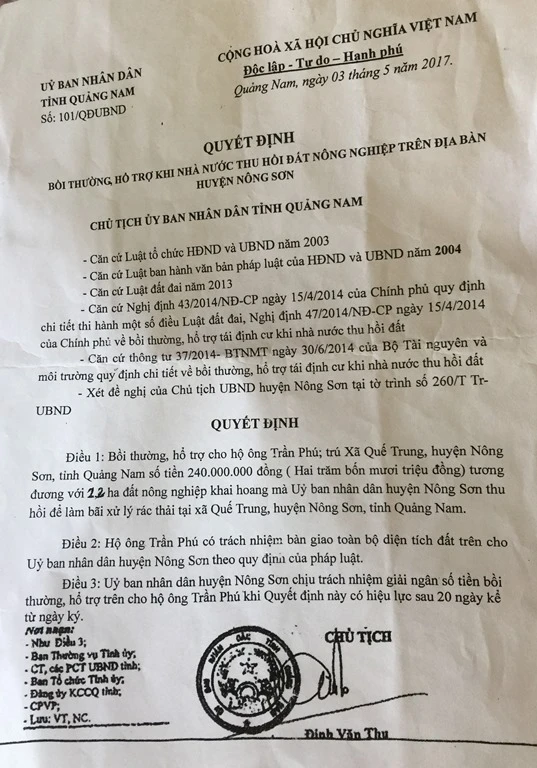 CỘNG HOÀ XÃ HỘI CHỦ NGHĨA VIỆT NAM
Độc lập - Tự do – Hạnh phú
Quảng Nam, ngày 03 tháng 5 năm 2017.
UỶ BAN NHÂN DÂN
TỈNH QUẢNG NAM
Số: 101/QĐUBND
QUYẾT ĐỊNH
BỒI THƯỜNG, HỖ TRỢ KHI NHÀ NƯỚC THU HỒI ĐẤT NÔNG NGHIỆP TRÊN ĐỊA BÀN
HUYỆN NÔNG SƠN
CHỦ TỊCH ỦY BAN NHÂN DÂN TỈNH QUẢNG NAM
- Căn cứ Luật tổ chức HĐND và UBND năm 2003
- Căn cứ Luật ban hành văn bản pháp luật của HĐND và UBND năm 2004
- Căn cứ Luật đất đai năm 2013
- Căn cứ Nghị định 43/2014/NĐ-CP ngày 15/4/2014 của Chính phủ quy định
chi tiết thi hành một số điều Luật đất đai, Nghị định 47/2014/NĐ-CP ngày 15/4/2014
của Chính phủ về bồi thường, hỗ trợ tái định cư khi nhà nước thu hồi đất
- Căn cứ thông tư 37/2014- BTNMT ngày 30/6/2014 của Bộ Tài nguyên và
môi trường quy định chi tiết về bồi thường, hỗ trợ tái định cư khi nhà nước thu hồi đất
- Xét đề nghị của Chủ tịch UBND huyện Nông Sơn tại tờ trình số 260/T Tr-
UBND
QUYẾT ĐỊNH
Điều 1: Bồi thường, hỗ trợ cho hộ ông Trần Phú; trú Xã Quế Trung, huyện Nông
Sơn, tỉnh Quảng Nam số tiền 240.000.000 đồng ( Hai trăm bốn mươi triệu đồng) tương
đương với 2.2 ha đất nông nghiệp khai hoang mà Uỷ ban nhân dân huyện Nông Sơn thu
hồi để làm bãi xử lý rác thải tại xã Quế Trung, huyện Nông Sơn, tỉnh Quảng Nam.
Điều 2: Hộ ông Trần Phú có trách nhiệm bàn giao toàn bộ diện tích đất trên cho
Uỷ ban nhân dân huyện Nông Sơn theo quy định của pháp luật.
Điều 3: Uỷ ban nhân dân huyện Nông Sơn chịu trách nhiệm giải ngân số tiền bồi
thường, hỗ trợ trên cho hộ ông Trần Phú khi Quyết định này có hiệu lực sau 20 ngày kể
từ ngày ký.
Nơi nhận:
- Như Điều 3;
- Ban Thường vụ Tỉnh ủy;
- CT, các PCT UBND tỉnh;
- Ban Tổ chức Tỉnh ủy;
- Đảng ủy KCCQ tỉnh;
- CPVP;
- Lưu: VT, NC.
CHỦ TỊCH
Đinh Văn Thu